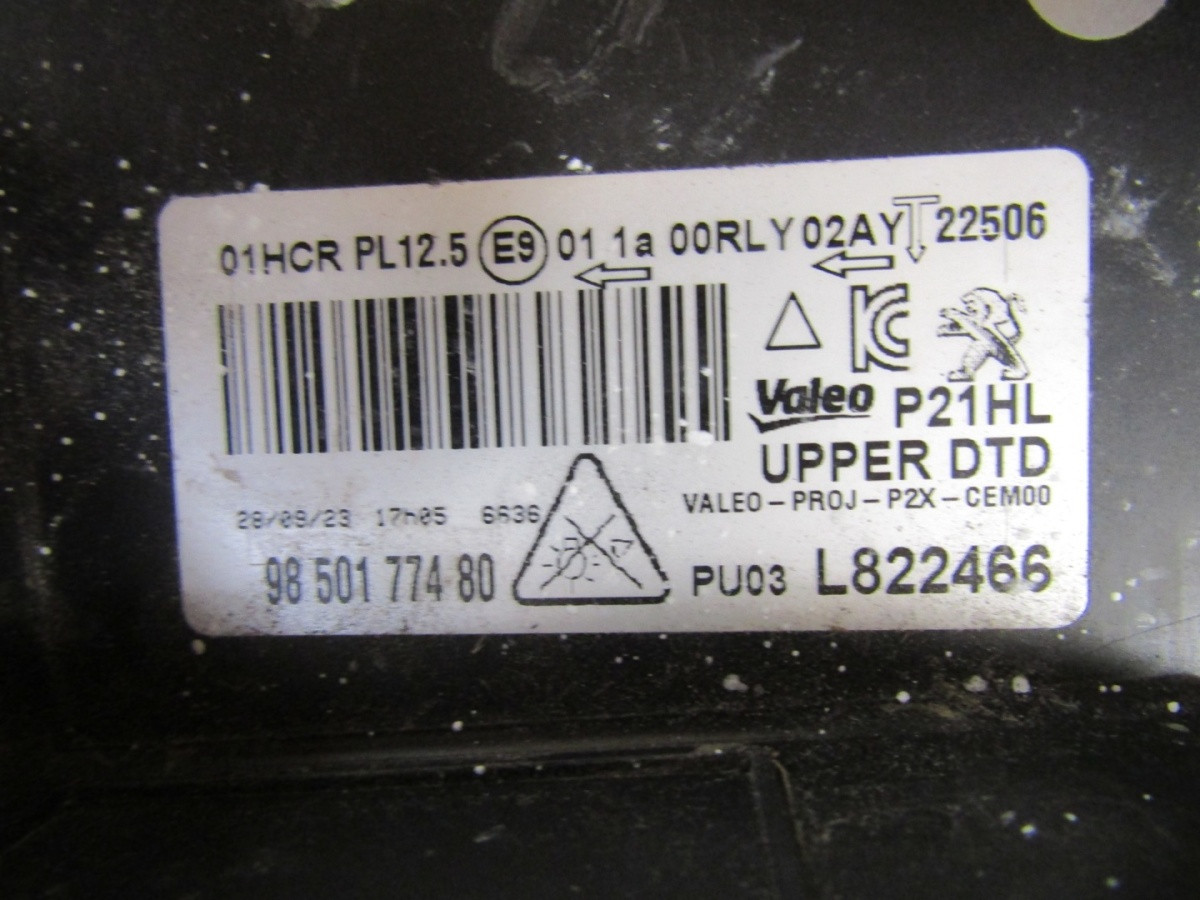 01HCR PL12.5 E9 01 1a 00RLY 02AY 22506
Valeo P21HL
UPPER DTD
VALEO-PROJ-P2X-CEM00
28/09/23 17h05 6636
98 501 774 80
PU03 L822466